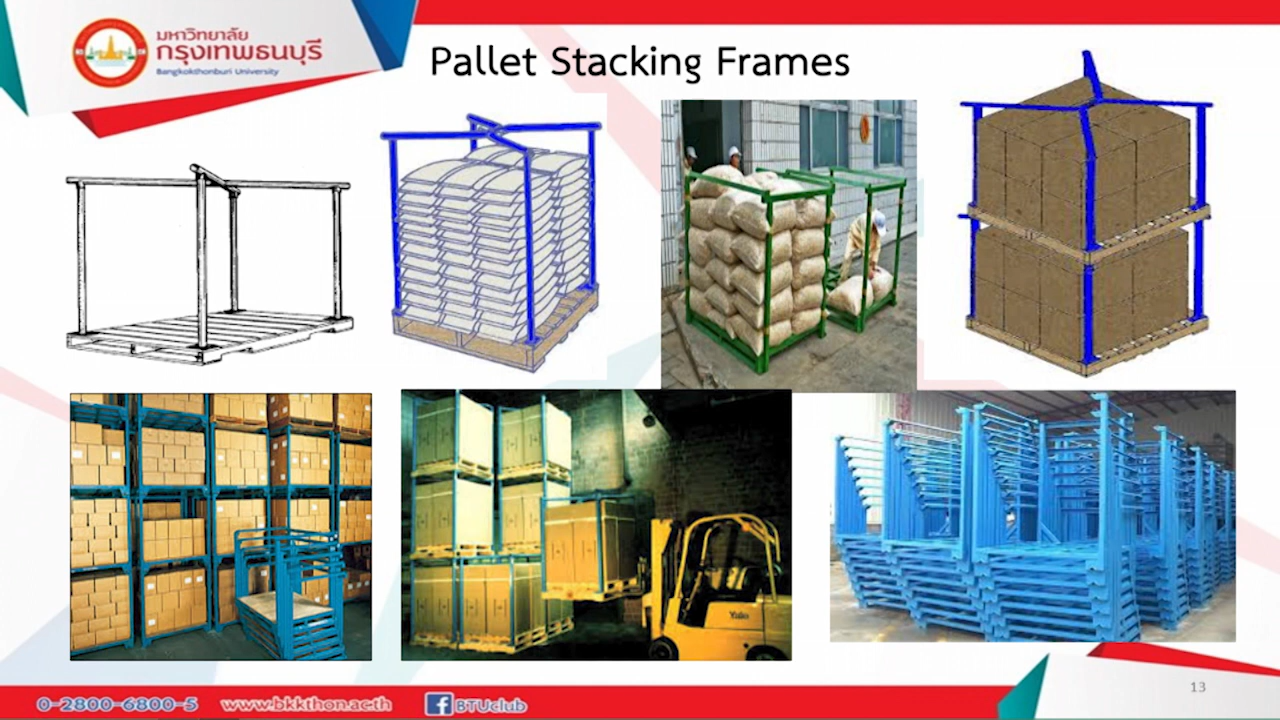 มหาวิทยาลัย
กรุงเทพธนบุรี
Bangkokthonburi University
Pallet Stacking Frames
Yale
13
0-2800-6800-5 www.bkkthon.ac.th BTUclub